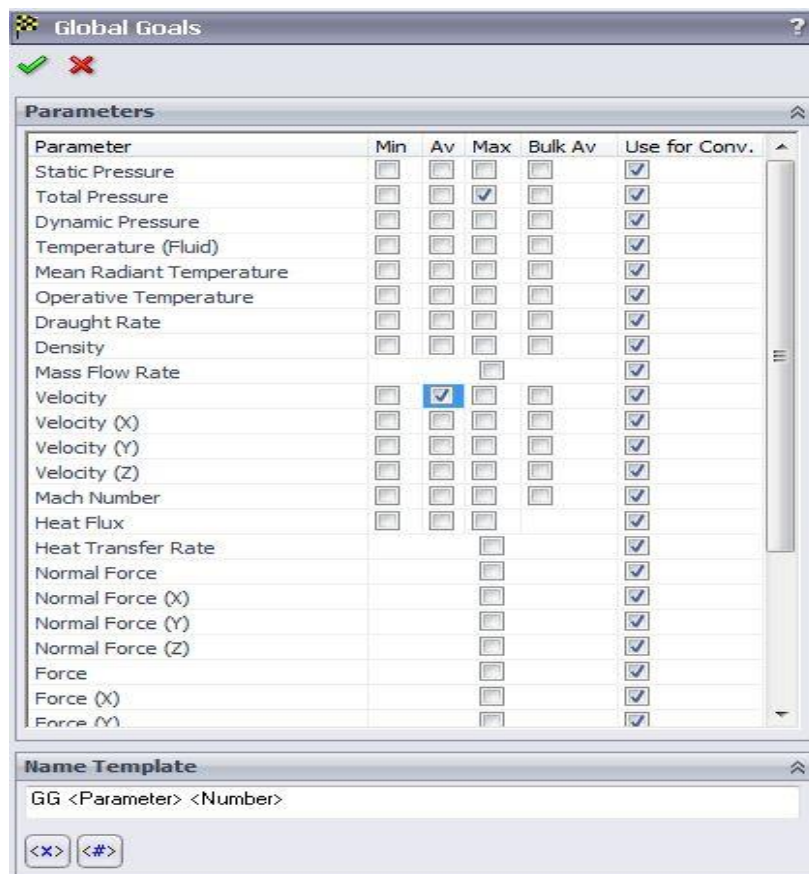 Global Goals ?
Parameters
Parameter Min Av Max Bulk Av Use for Conv.
Static Pressure
Total Pressure
Dynamic Pressure
Temperature (Fluid)
Mean Radiant Temperature
Operative Temperature
Draught Rate
Density
Mass Flow Rate
Velocity
Velocity (X)
Velocity (Y)
Velocity (Z)
Mach Number
Heat Flux
Heat Transfer Rate
Normal Force
Normal Force (X)
Normal Force (Y)
Normal Force (Z)
Force
Force (X)
Force (Y)
Name Template
GG <Parameter> <Number>
<x> <#>